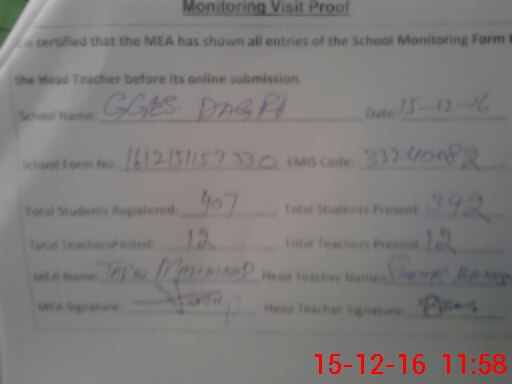 Monitoring Visit Proof
is certified that the MEA has shown all entries of the School Monitoring Form
the Head Teacher before its online submission.
School Name: GGES DAGRI Date: 15-12-16
School Form No 1612151157330 EMIS Code: 33240082
Total Students Registered: 407 Total Students Present 392
Total Teachers Posted: 12 Total Teachers Present 12
MEA Name: Head Teacher Name:
MEA Signature: Head Teacher Signature:
15-12-16 11:58